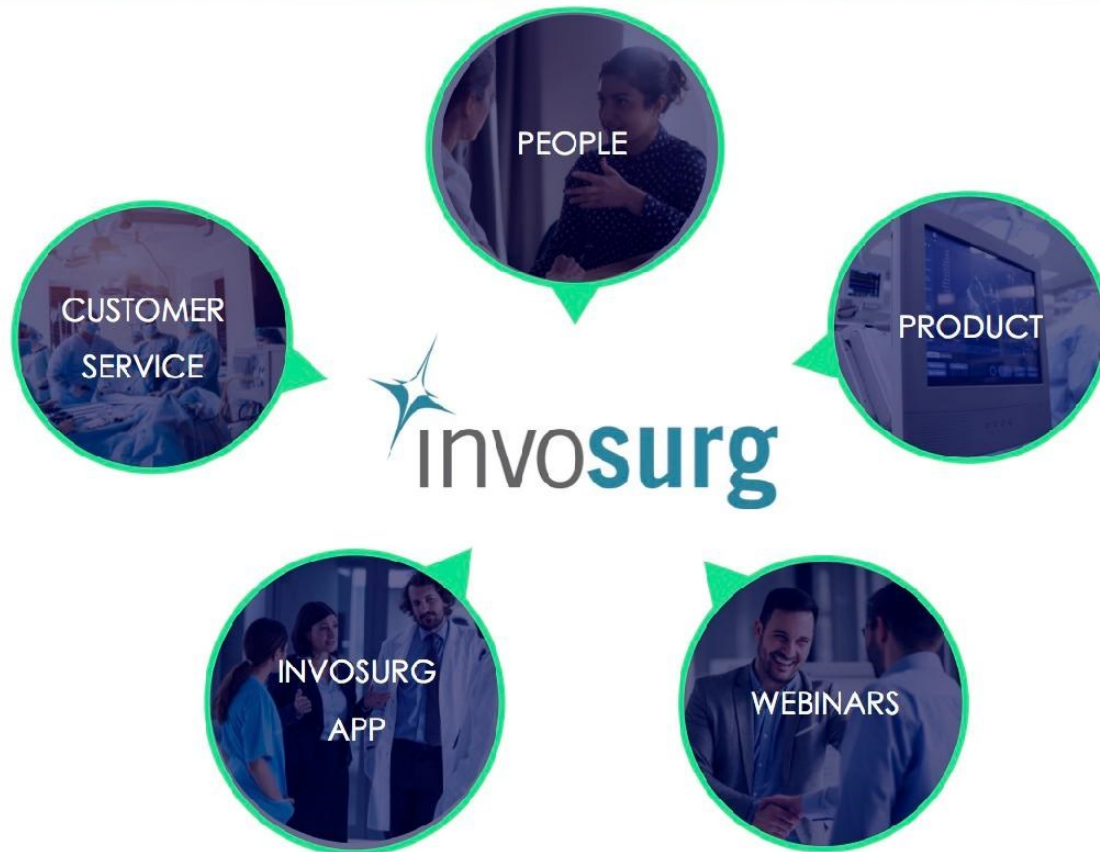 PEOPLE
CUSTOMER
SERVICE
PRODUCT
invosurg
INVOSURG
APP
WEBINARS